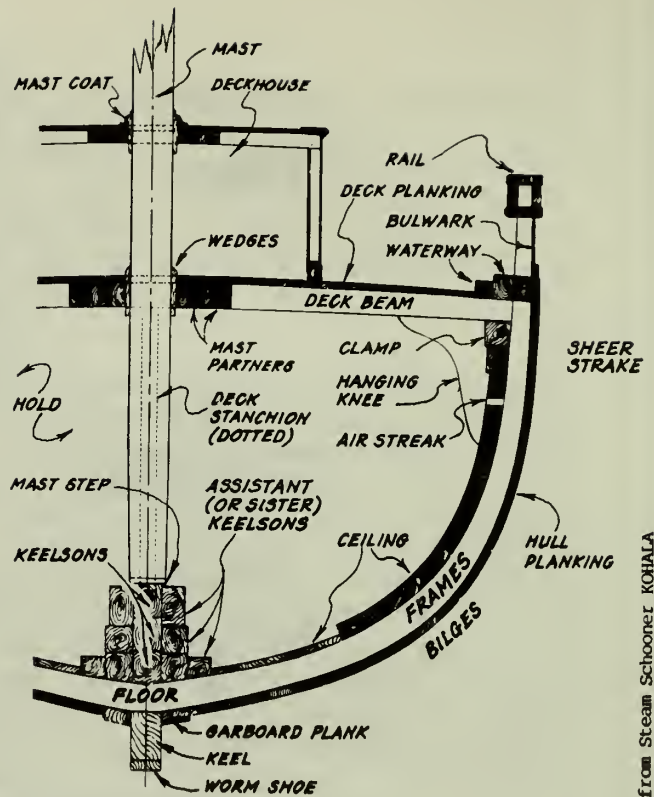 MAST
MAST COAT
DECKHOUSE
RAIL
DECK PLANKING
BULWARK
WEDGES
WATERWAY
DECK BEAM
MAST
PARTNERS
CLAMP
SHEER
STRAKE
HANGING
KNEE
HOLD
DECK
STANCHION
(DOTTED)
AIR STREAK
MAST STEP
ASSISTANT
(OR SISTER)
KEELSONS
KEELSONS
CEILING
HULL
PLANKING
FRAMES
BILGES
FLOOR
GARBOARD PLANK
KEEL
WORM SHOE
from Steam Schooner KOHALA